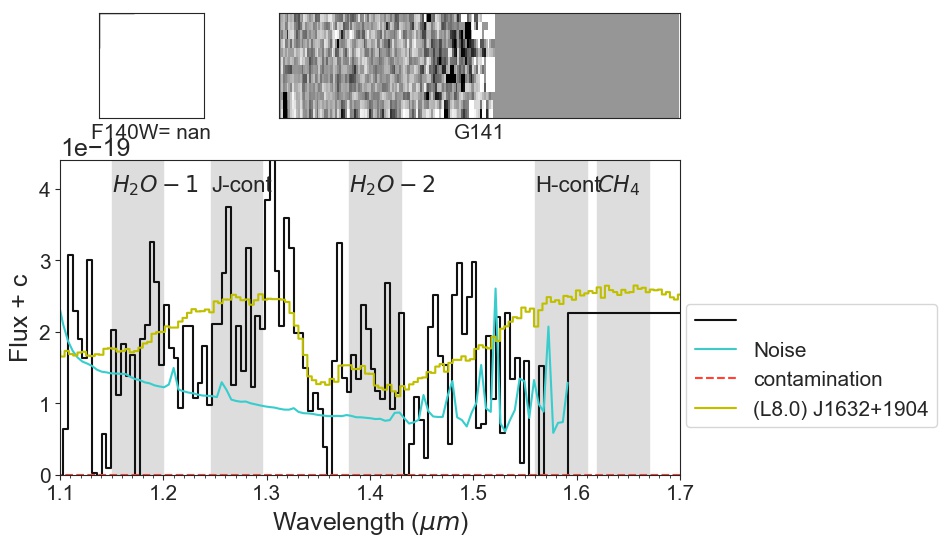 F140W= nan
G141
1e−19
H₂O − 1
J-cont
H₂O − 2
H-cont
CH₄
4
3
2
1
0
Flux + c
1.1 1.2 1.3 1.4 1.5 1.6 1.7
Wavelength (μm)
Noise
contamination
(L8.0) J1632+1904